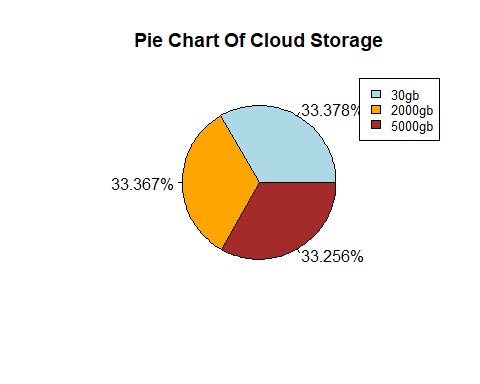 Pie Chart Of Cloud Storage
33.378%
30gb
2000gb
5000gb
33.367%
33.256%